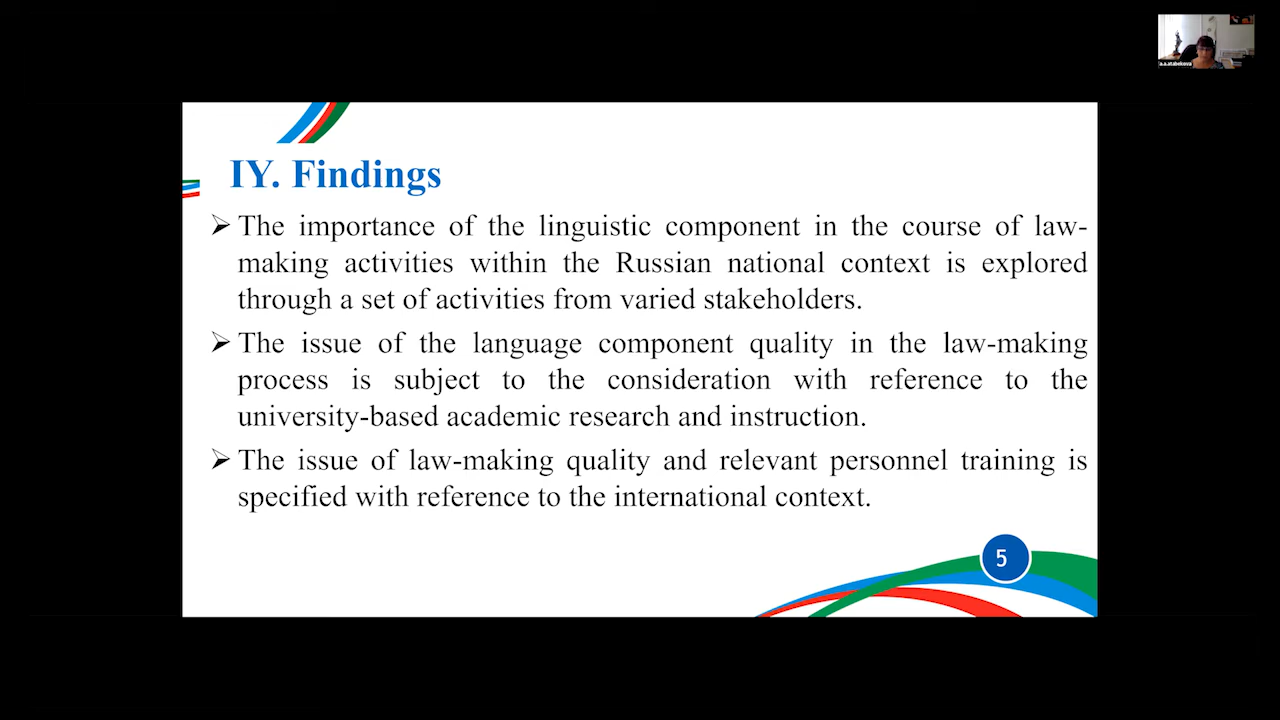 a.a.atabekova
IY. Findings
➢ The importance of the linguistic component in the course of law-
making activities within the Russian national context is explored
through a set of activities from varied stakeholders.
➢ The issue of the language component quality in the law-making
process is subject to the consideration with reference to the
university-based academic research and instruction.
➢ The issue of law-making quality and relevant personnel training is
specified with reference to the international context.
5